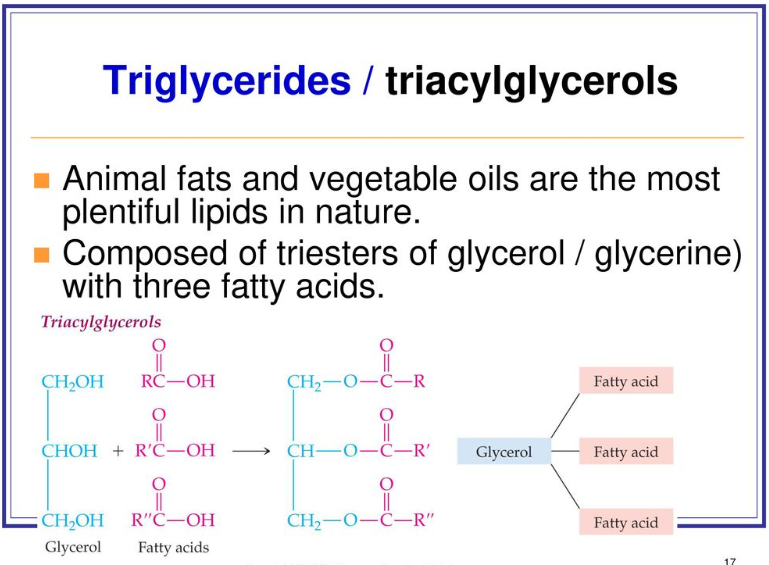 Triglycerides / triacylglycerols
Animal fats and vegetable oils are the most
plentiful lipids in nature.
Composed of triesters of glycerol / glycerine)
with three fatty acids.
Triacylglycerols
O O
CH₂OH RC—OH CH₂—O—C—R Fatty acid
O O
CHOH + R′C—OH ⟶ CH—O—C—R′ Glycerol Fatty acid
O O
CH₂OH R″C—OH CH₂—O—C—R″ Fatty acid
Glycerol Fatty acids
17